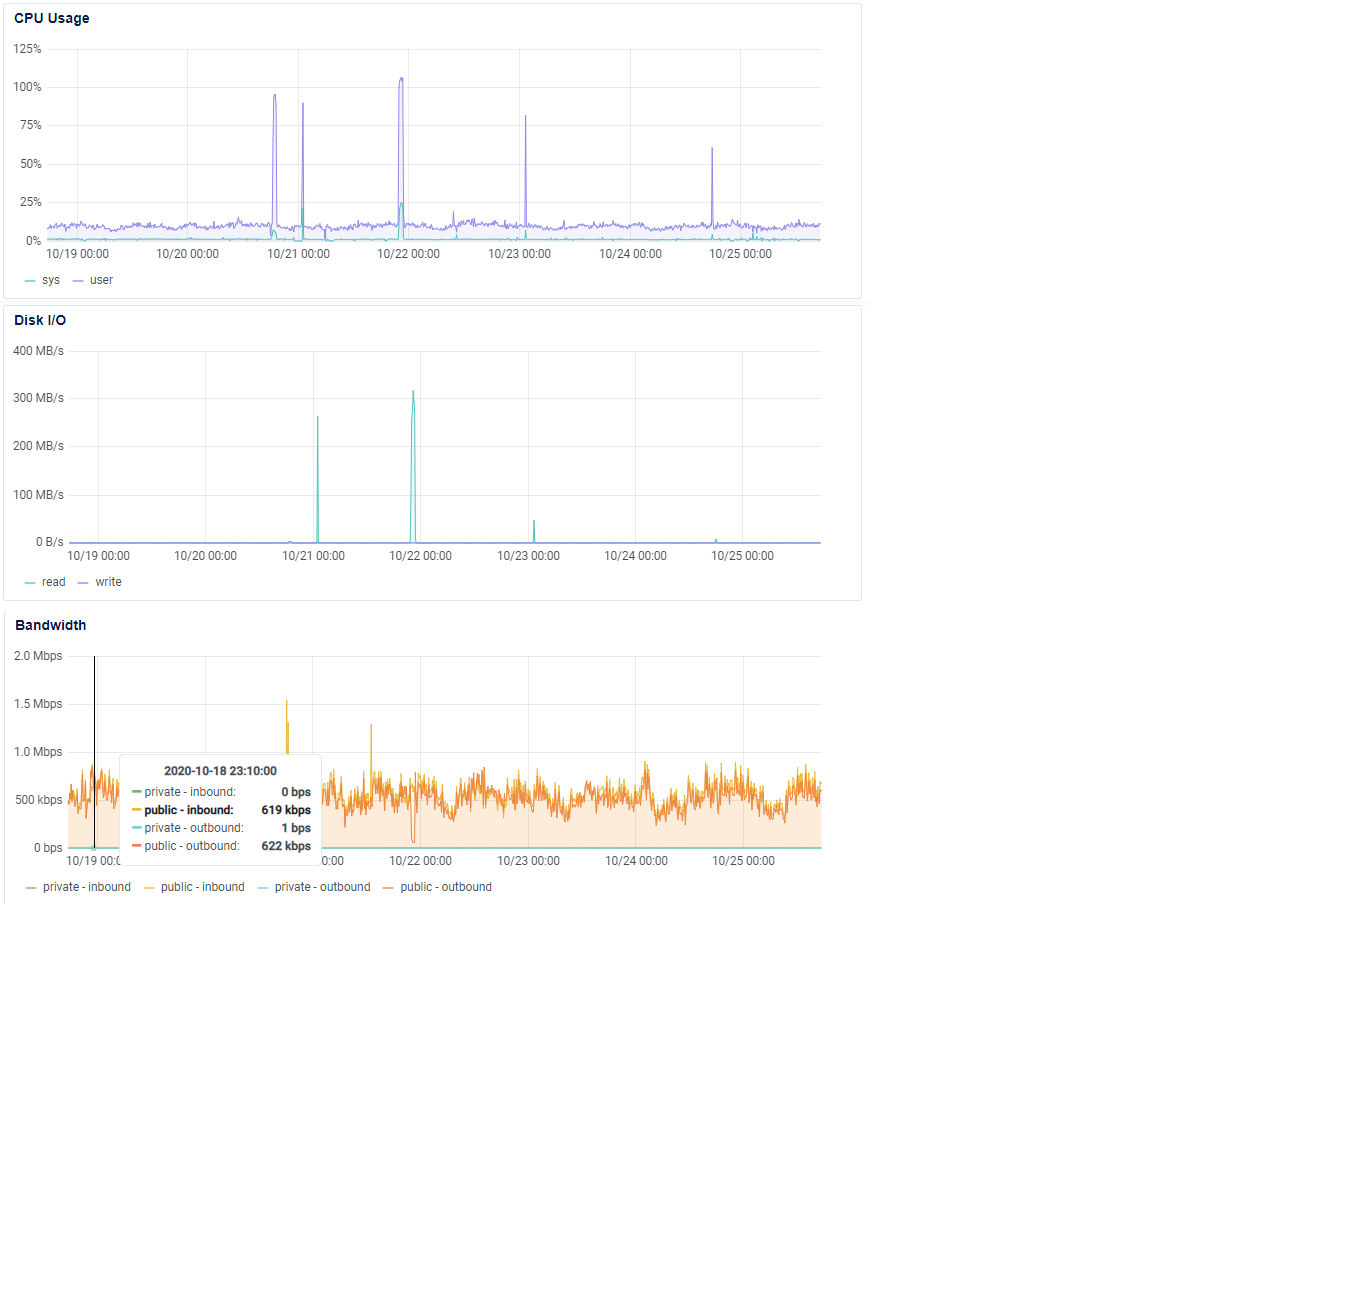 CPU Usage
125%
100%
75%
50%
25%
0%
10/19 00:00 10/20 00:00 10/21 00:00 10/22 00:00 10/23 00:00 10/24 00:00 10/25 00:00
sys user
Disk I/O
400 MB/s
300 MB/s
200 MB/s
100 MB/s
0 B/s
10/19 00:00 10/20 00:00 10/21 00:00 10/22 00:00 10/23 00:00 10/24 00:00 10/25 00:00
read write
Bandwidth
2.0 Mbps
1.5 Mbps
1.0 Mbps
2020-10-18 23:10:00
private - inbound: 0 bps
500 kbps
public - inbound: 619 kbps
private - outbound: 1 bps
public - outbound: 622 kbps
0 bps
10/19 00:0 0:00 10/22 00:00 10/23 00:00 10/24 00:00 10/25 00:00
private - inbound public - inbound private - outbound public - outbound